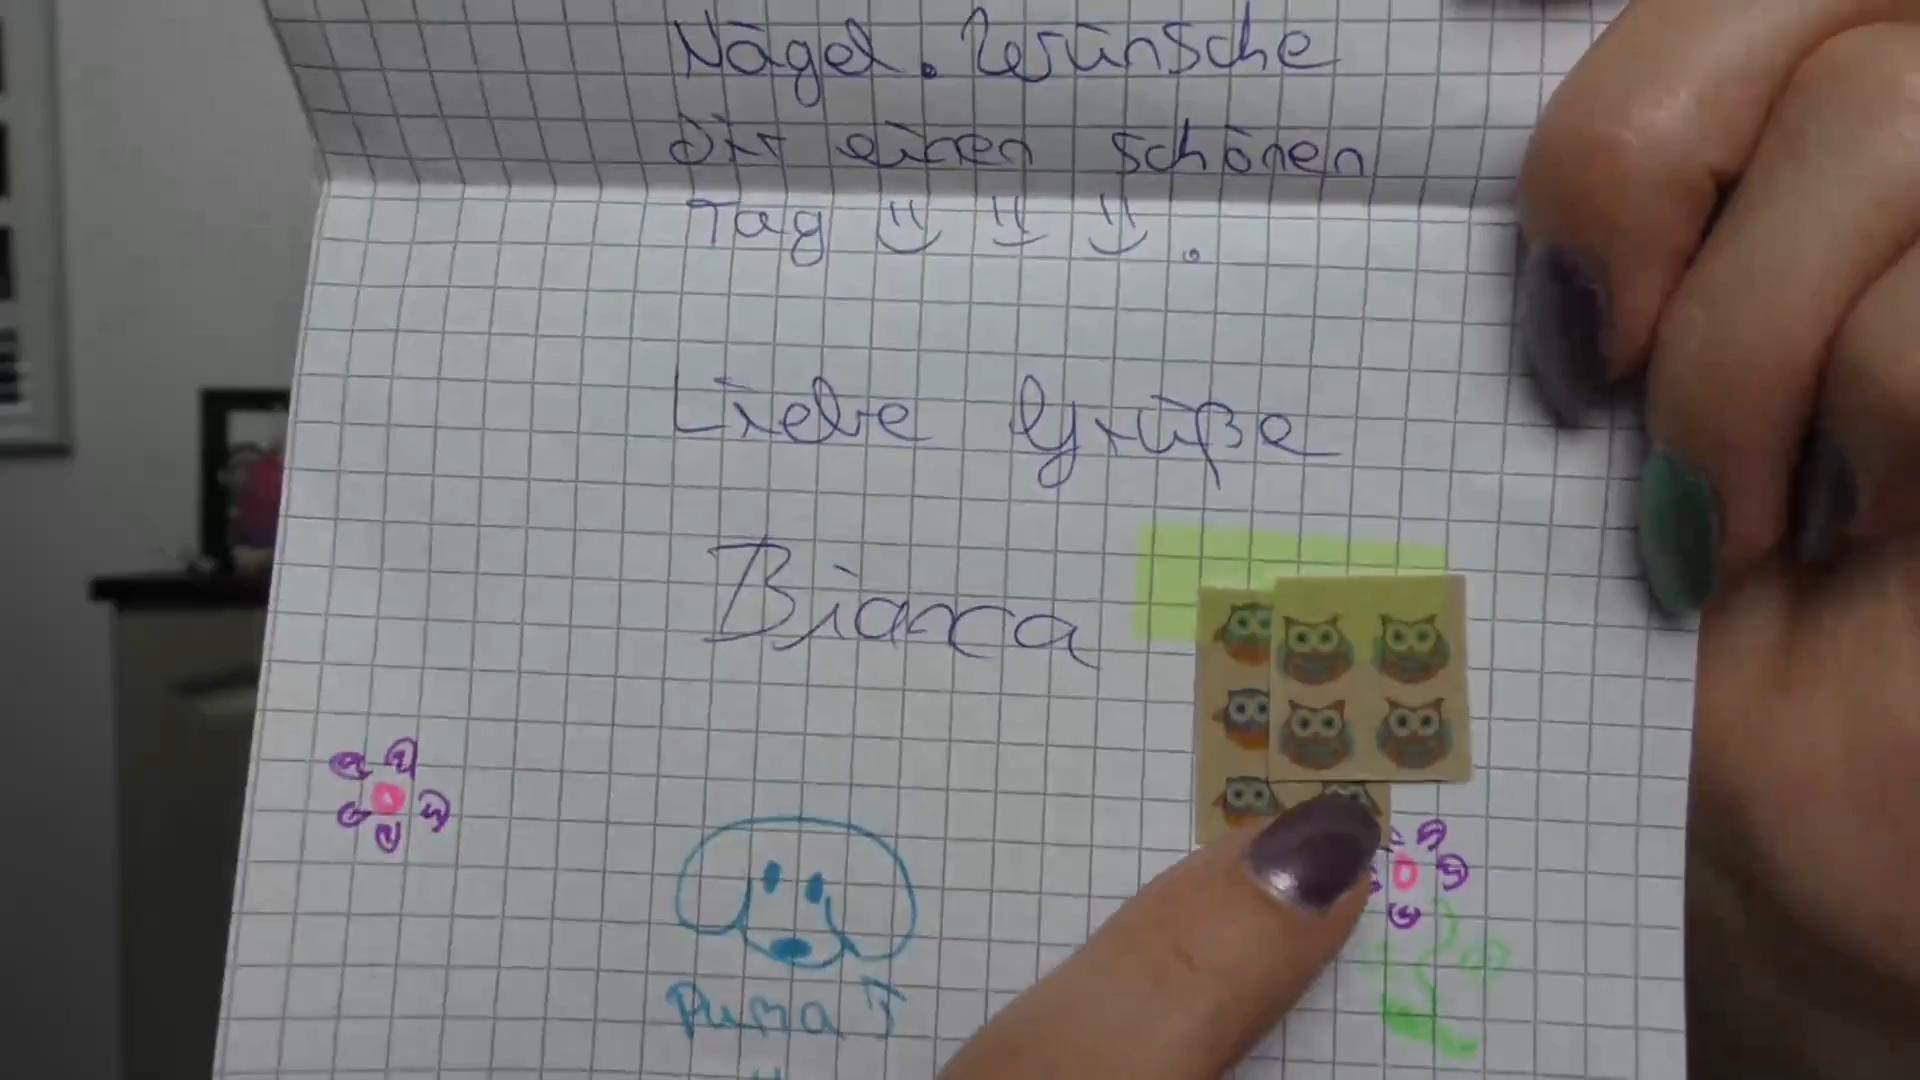 Nägel. Wünsche
dir einen schönen
Tag
Liebe Grüße
Bianca
Puma